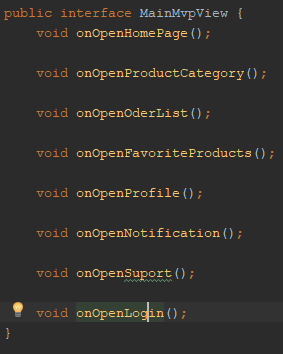 public interface MainMvpView {
void onOpenHomePage();
void onOpenProductCategory();
void onOpenOderList();
void onOpenFavoriteProducts();
void onOpenProfile();
void onOpenNotification();
void onOpenSuport();
void onOpenLogin();
}